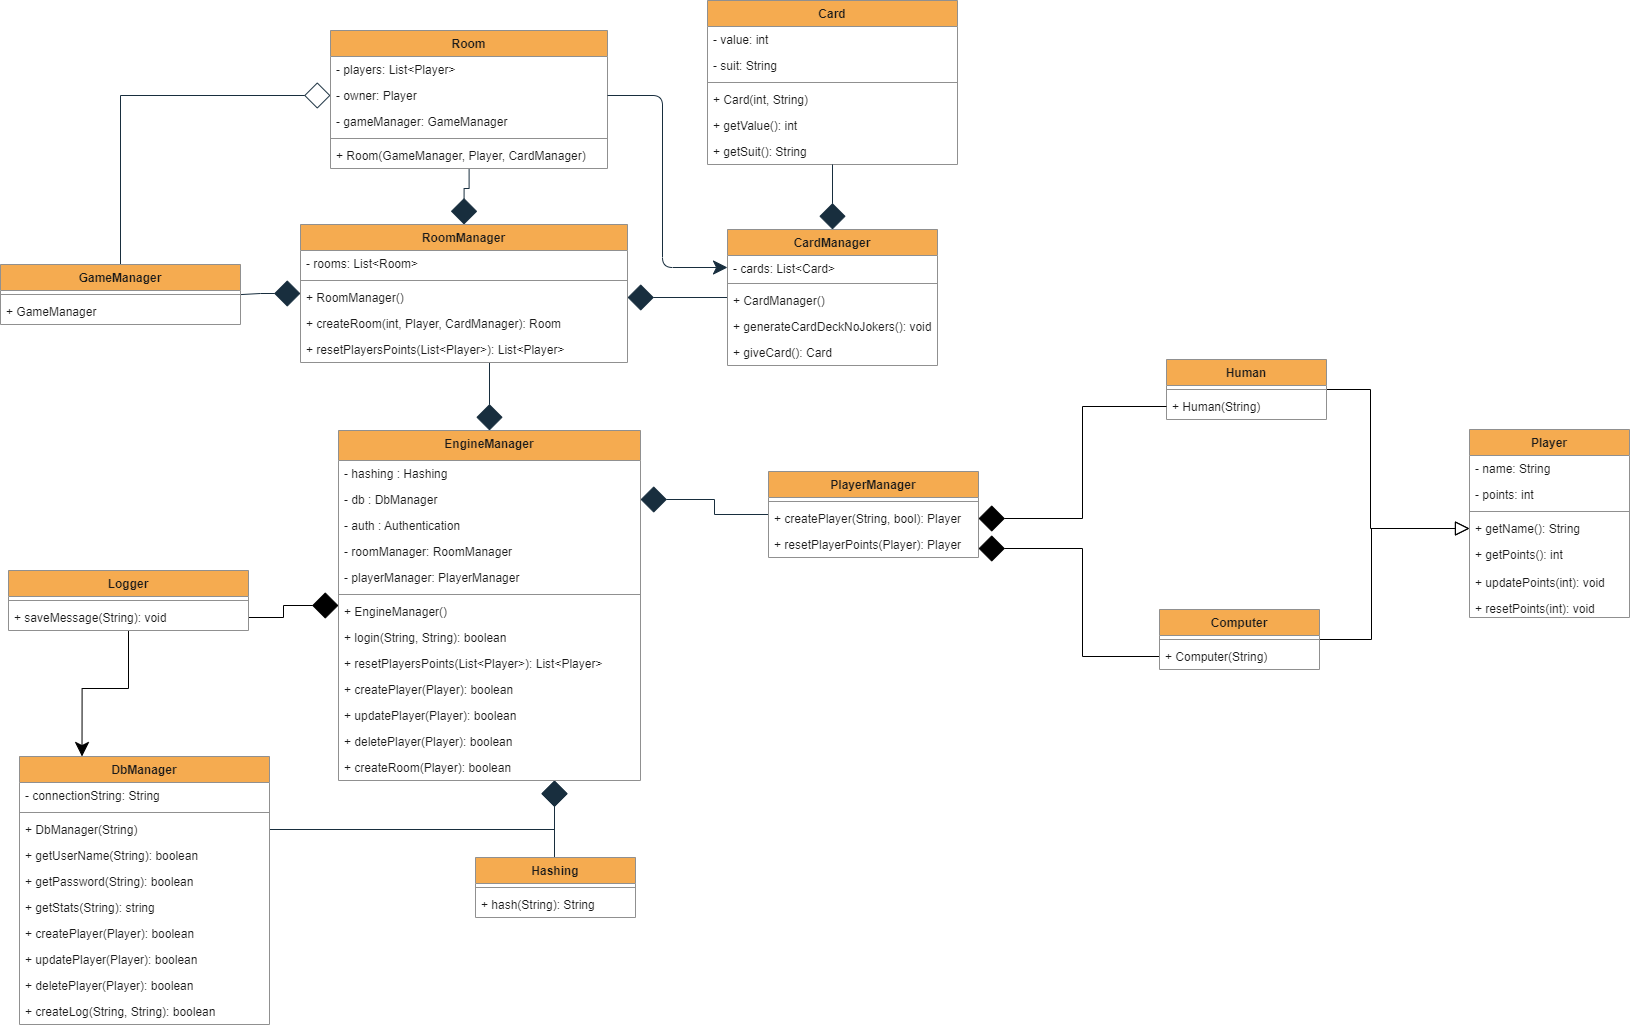 Card
- value: int
- suit: String
+ Card(int, String)
+ getValue(): int
+ getSuit(): String
Room
- players: List<Player>
- owner: Player
- gameManager: GameManager
+ Room(GameManager, Player, CardManager)
RoomManager
- rooms: List<Room>
+ RoomManager()
+ createRoom(int, Player, CardManager): Room
+ resetPlayersPoints(List<Player>): List<Player>
CardManager
- cards: List<Card>
+ CardManager()
+ generateCardDeckNoJokers(): void
+ giveCard(): Card
GameManager
+ GameManager
Human
+ Human(String)
Player
- name: String
- points: int
+ getName(): String
+ getPoints(): int
+ updatePoints(int): void
+ resetPoints(int): void
EngineManager
- hashing : Hashing
- db : DbManager
- auth : Authentication
- roomManager: RoomManager
- playerManager: PlayerManager
+ EngineManager()
+ login(String, String): boolean
+ resetPlayersPoints(List<Player>): List<Player>
+ createPlayer(Player): boolean
+ updatePlayer(Player): boolean
+ deletePlayer(Player): boolean
+ createRoom(Player): boolean
PlayerManager
+ createPlayer(String, bool): Player
+ resetPlayerPoints(Player): Player
Logger
+ saveMessage(String): void
Computer
+ Computer(String)
DbManager
- connectionString: String
+ DbManager(String)
+ getUserName(String): boolean
+ getPassword(String): boolean
+ getStats(String): string
+ createPlayer(Player): boolean
+ updatePlayer(Player): boolean
+ deletePlayer(Player): boolean
+ createLog(String, String): boolean
Hashing
+ hash(String): String